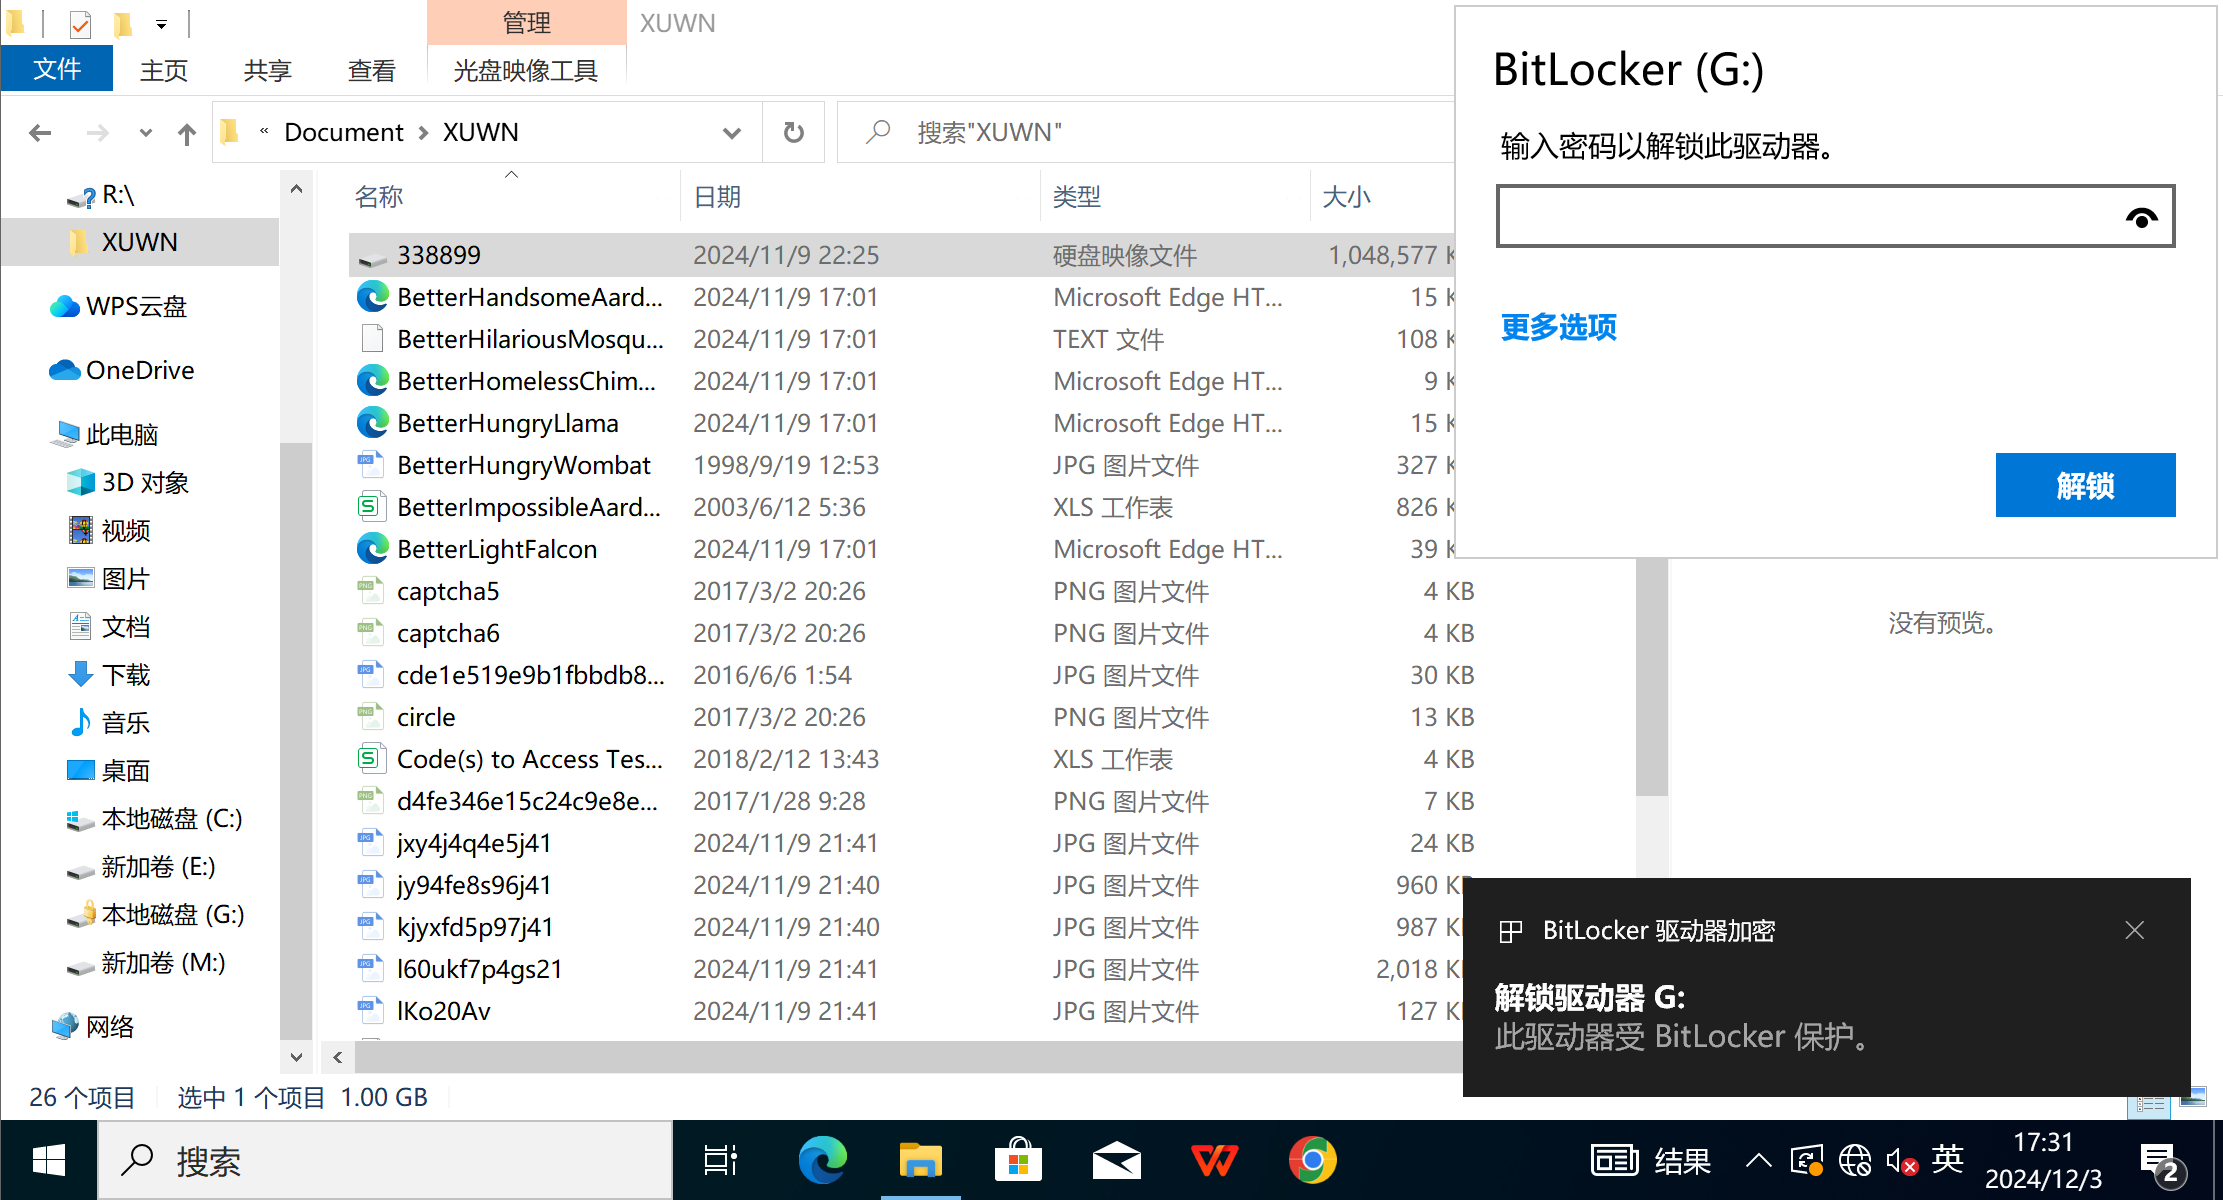 管理
XUWN
文件
主页
共享
查看
光盘映像工具
« Document > XUWN
搜索"XUWN"
R:\
XUWN
WPS云盘
OneDrive
此电脑
3D 对象
视频
图片
文档
下载
音乐
桌面
本地磁盘 (C:)
新加卷 (E:)
本地磁盘 (G:)
新加卷 (M:)
网络
名称 日期 类型 大小
338899 2024/11/9 22:25 硬盘映像文件 1,048,577 K
BetterHandsomeAard... 2024/11/9 17:01 Microsoft Edge HT... 15 K
BetterHilariousMosqu... 2024/11/9 17:01 TEXT 文件 108 K
BetterHomelessChim... 2024/11/9 17:01 Microsoft Edge HT... 9 K
BetterHungryLlama 2024/11/9 17:01 Microsoft Edge HT... 15 K
BetterHungryWombat 1998/9/19 12:53 JPG 图片文件 327 K
BetterImpossibleAard... 2003/6/12 5:36 XLS 工作表 826 K
BetterLightFalcon 2024/11/9 17:01 Microsoft Edge HT... 39 K
captcha5 2017/3/2 20:26 PNG 图片文件 4 KB
captcha6 2017/3/2 20:26 PNG 图片文件 4 KB
cde1e519e9b1fbbdb8... 2016/6/6 1:54 JPG 图片文件 30 KB
circle 2017/3/2 20:26 PNG 图片文件 13 KB
Code(s) to Access Tes... 2018/2/12 13:43 XLS 工作表 4 KB
d4fe346e15c24c9e8e... 2017/1/28 9:28 PNG 图片文件 7 KB
jxy4j4q4e5j41 2024/11/9 21:41 JPG 图片文件 24 KB
jy94fe8s96j41 2024/11/9 21:40 JPG 图片文件 960 K
kjyxfd5p97j41 2024/11/9 21:40 JPG 图片文件 987 K
l60ukf7p4gs21 2024/11/9 21:41 JPG 图片文件 2,018 K
lKo20Av 2024/11/9 21:41 JPG 图片文件 127 K
没有预览。
26 个项目 选中 1 个项目 1.00 GB
BitLocker (G:)
输入密码以解锁此驱动器。
更多选项
解锁
BitLocker 驱动器加密
解锁驱动器 G:
此驱动器受 BitLocker 保护。
搜索
结果
英
17:31
2024/12/3
2